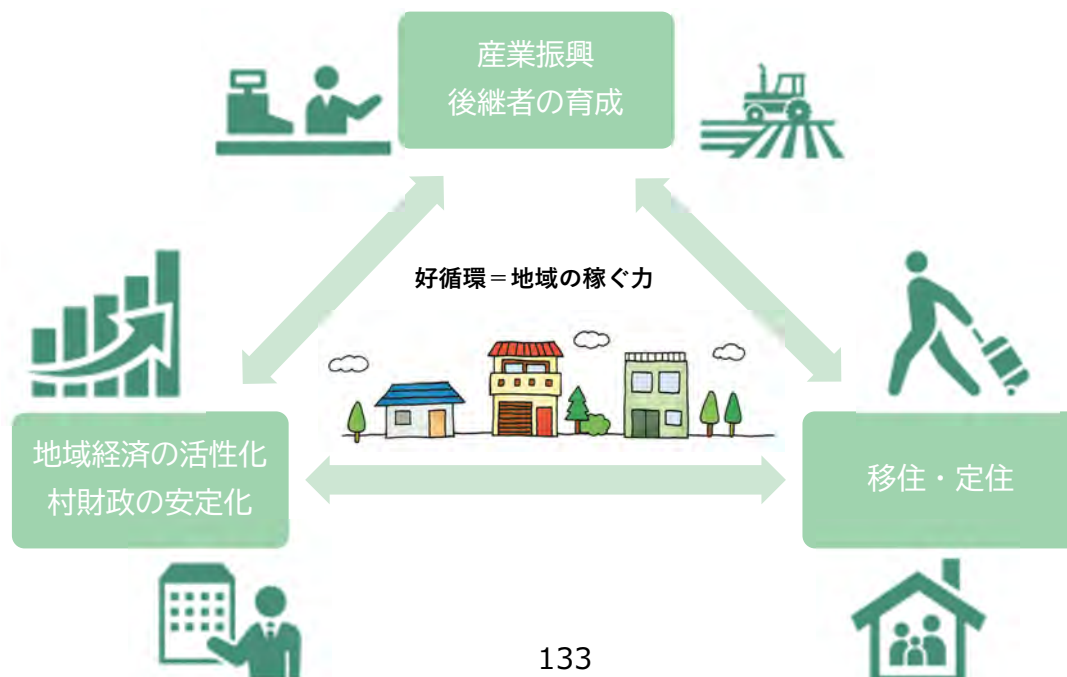 産業振興
後継者の育成
好循環＝地域の稼ぐ力
地域経済の活性化
村財政の安定化
移住・定住
133